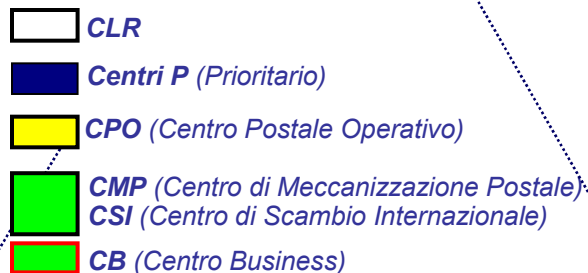 CLR
Centri P (Prioritario)
CPO (Centro Postale Operativo)
CMP (Centro di Meccanizzazione Postale)
CSI (Centro di Scambio Internazionale)
CB (Centro Business)